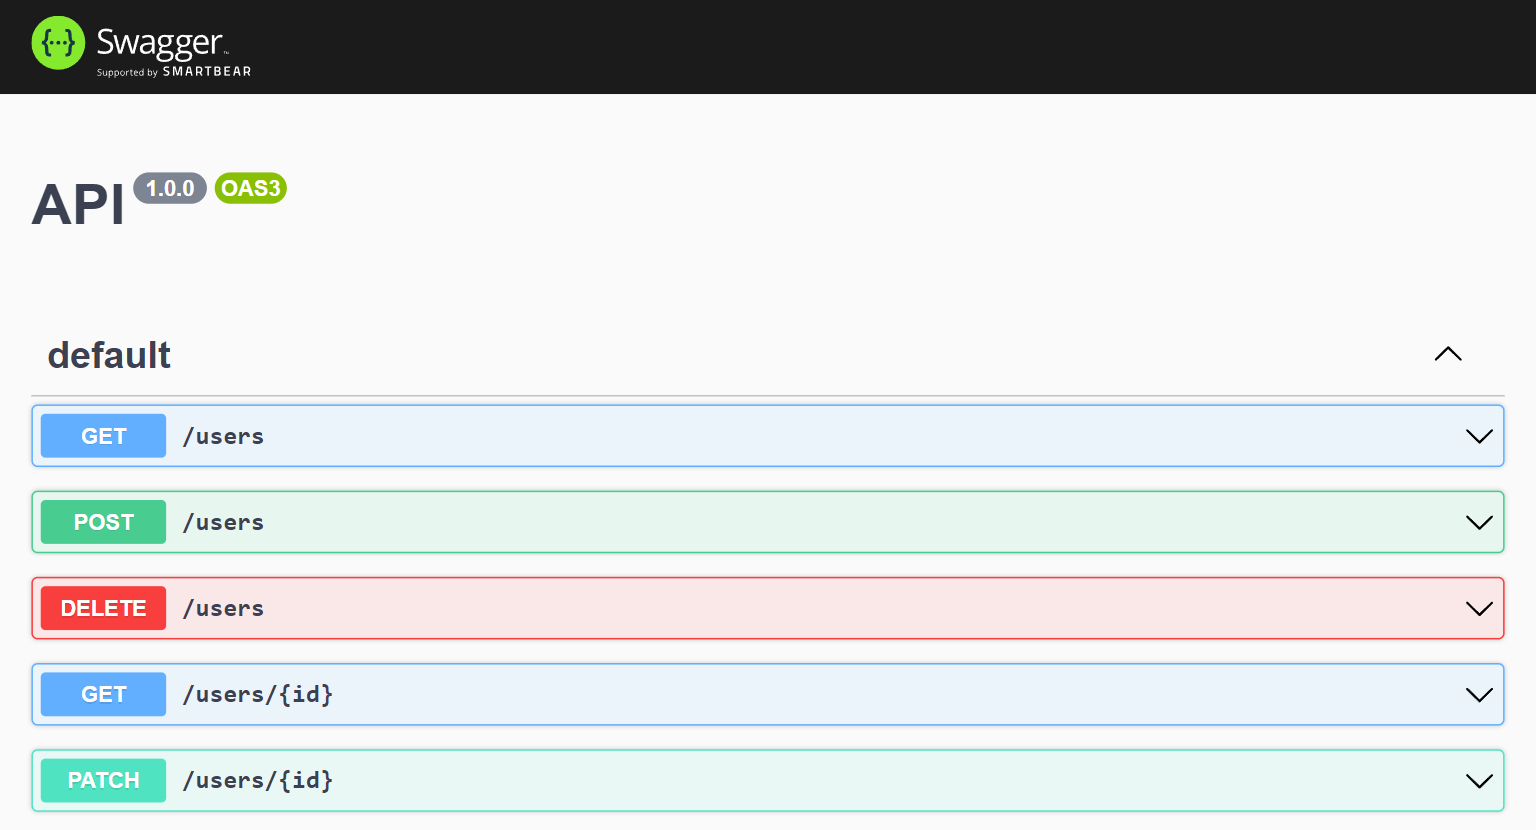 {···} Swagger™
Supported by SMARTBEAR
API 1.0.0 OAS3
default
GET /users
POST /users
DELETE /users
GET /users/{id}
PATCH /users/{id}